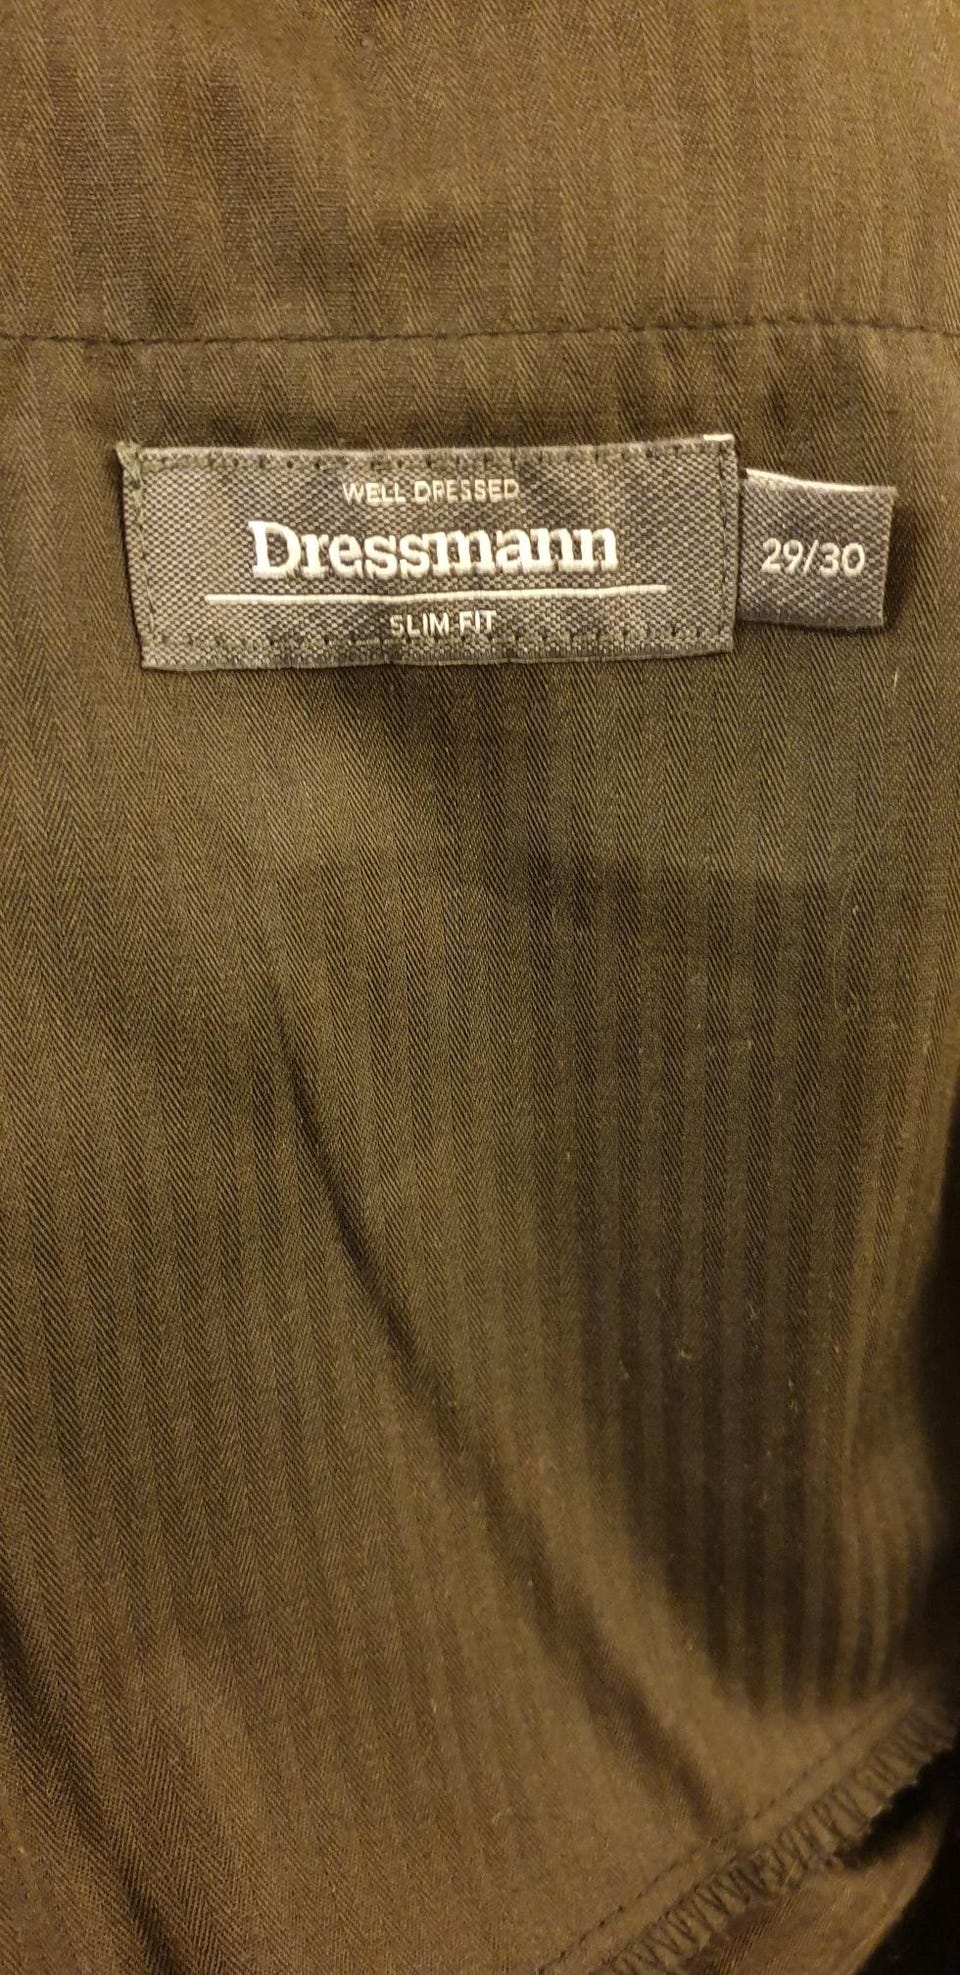 WELL DRESSED
Dressmann
SLIM FIT
29/30